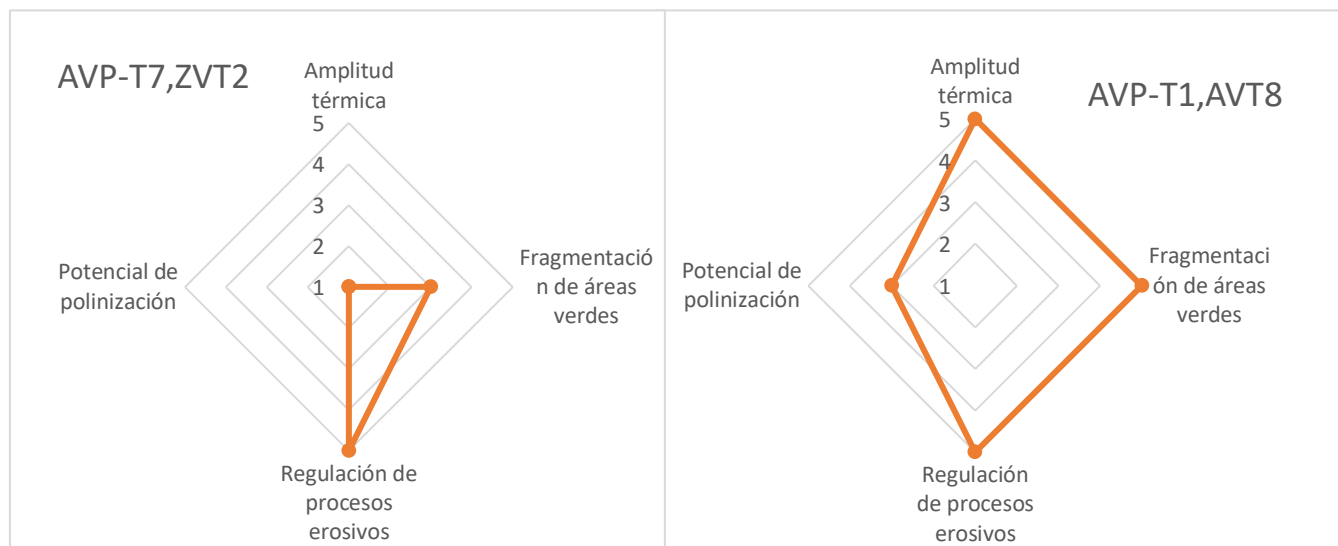 AVP-T7,ZVT2
Amplitud
térmica
5
4
3
2
1
Potencial de
polinización
Fragmentació
n de áreas
verdes
Regulación de
procesos
erosivos
AVP-T1,AVT8
Amplitud
térmica
5
4
3
2
1
Potencial de
polinización
Fragmentaci
ón de áreas
verdes
Regulación
de procesos
erosivos